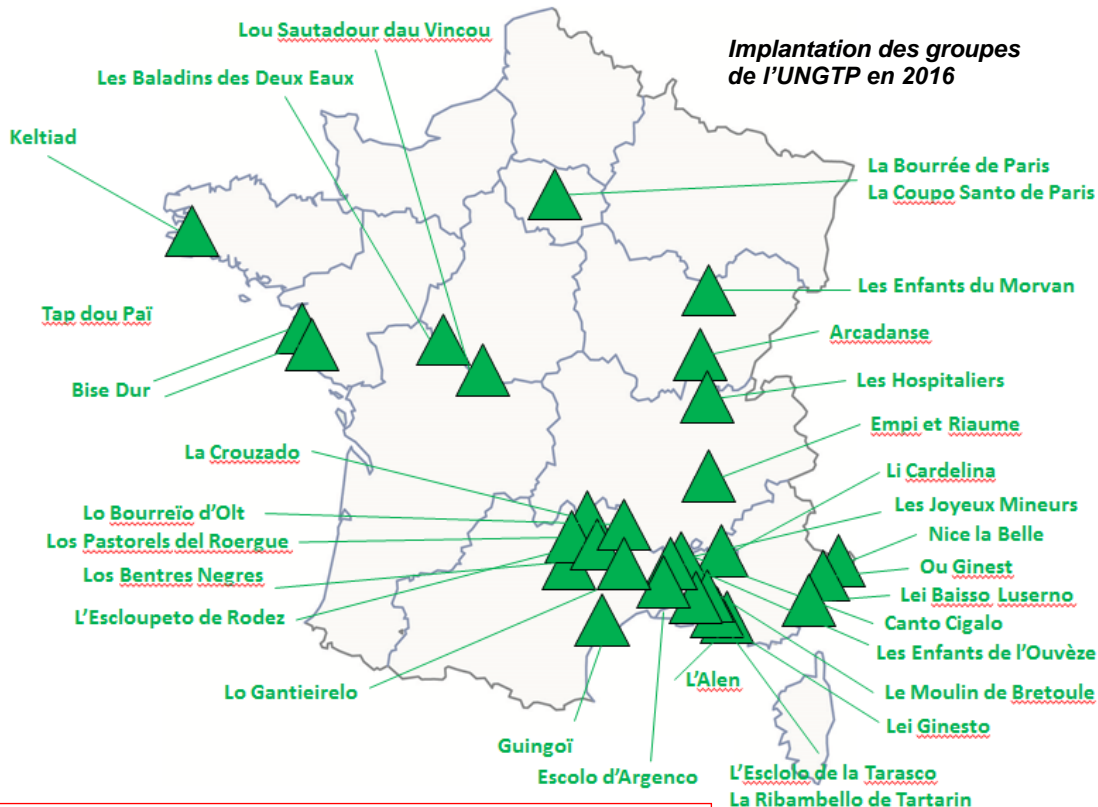 Implantation des groupes
de l'UNGTP en 2016
Lou Sautadour dau Vincou
Les Baladins des Deux Eaux
Keltiad
La Bourrée de Paris
La Coupo Santo de Paris
Les Enfants du Morvan
Tap dou Paï
Arcadanse
Bise Dur
Les Hospitaliers
Empi et Riaume
La Crouzado
Li Cardelina
Les Joyeux Mineurs
Lo Bourreïo d'Olt
Nice la Belle
Los Pastorels del Roergue
Ou Ginest
Los Bentres Negres
Lei Baisso Luserno
L'Escloupeto de Rodez
Canto Cigalo
Les Enfants de l'Ouvèze
Lo Gantieirelo
L'Alen
Le Moulin de Bretoule
Lei Ginesto
Guingoï
Escolo d'Argenco
L'Esclolo de la Tarasco
La Ribambello de Tartarin